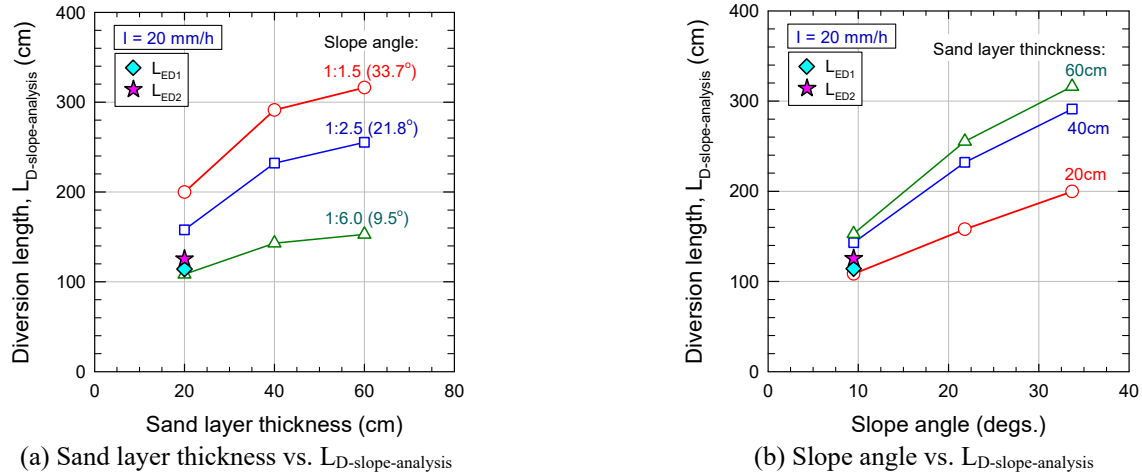 400
300
200
100
0
Diversion length, L_D-slope-analysis (cm)
I = 20 mm/h
L_ED1
L_ED2
Slope angle:
1:1.5 (33.7°)
1:2.5 (21.8°)
1:6.0 (9.5°)
0 20 40 60 80
Sand layer thickness (cm)
(a) Sand layer thickness vs. L_D-slope-analysis
400
300
200
100
0
Diversion length, L_D-slope-analysis (cm)
I = 20 mm/h
L_ED1
L_ED2
Sand layer thinckness:
60cm
40cm
20cm
0 10 20 30 40
Slope angle (degs.)
(b) Slope angle vs. L_D-slope-analysis